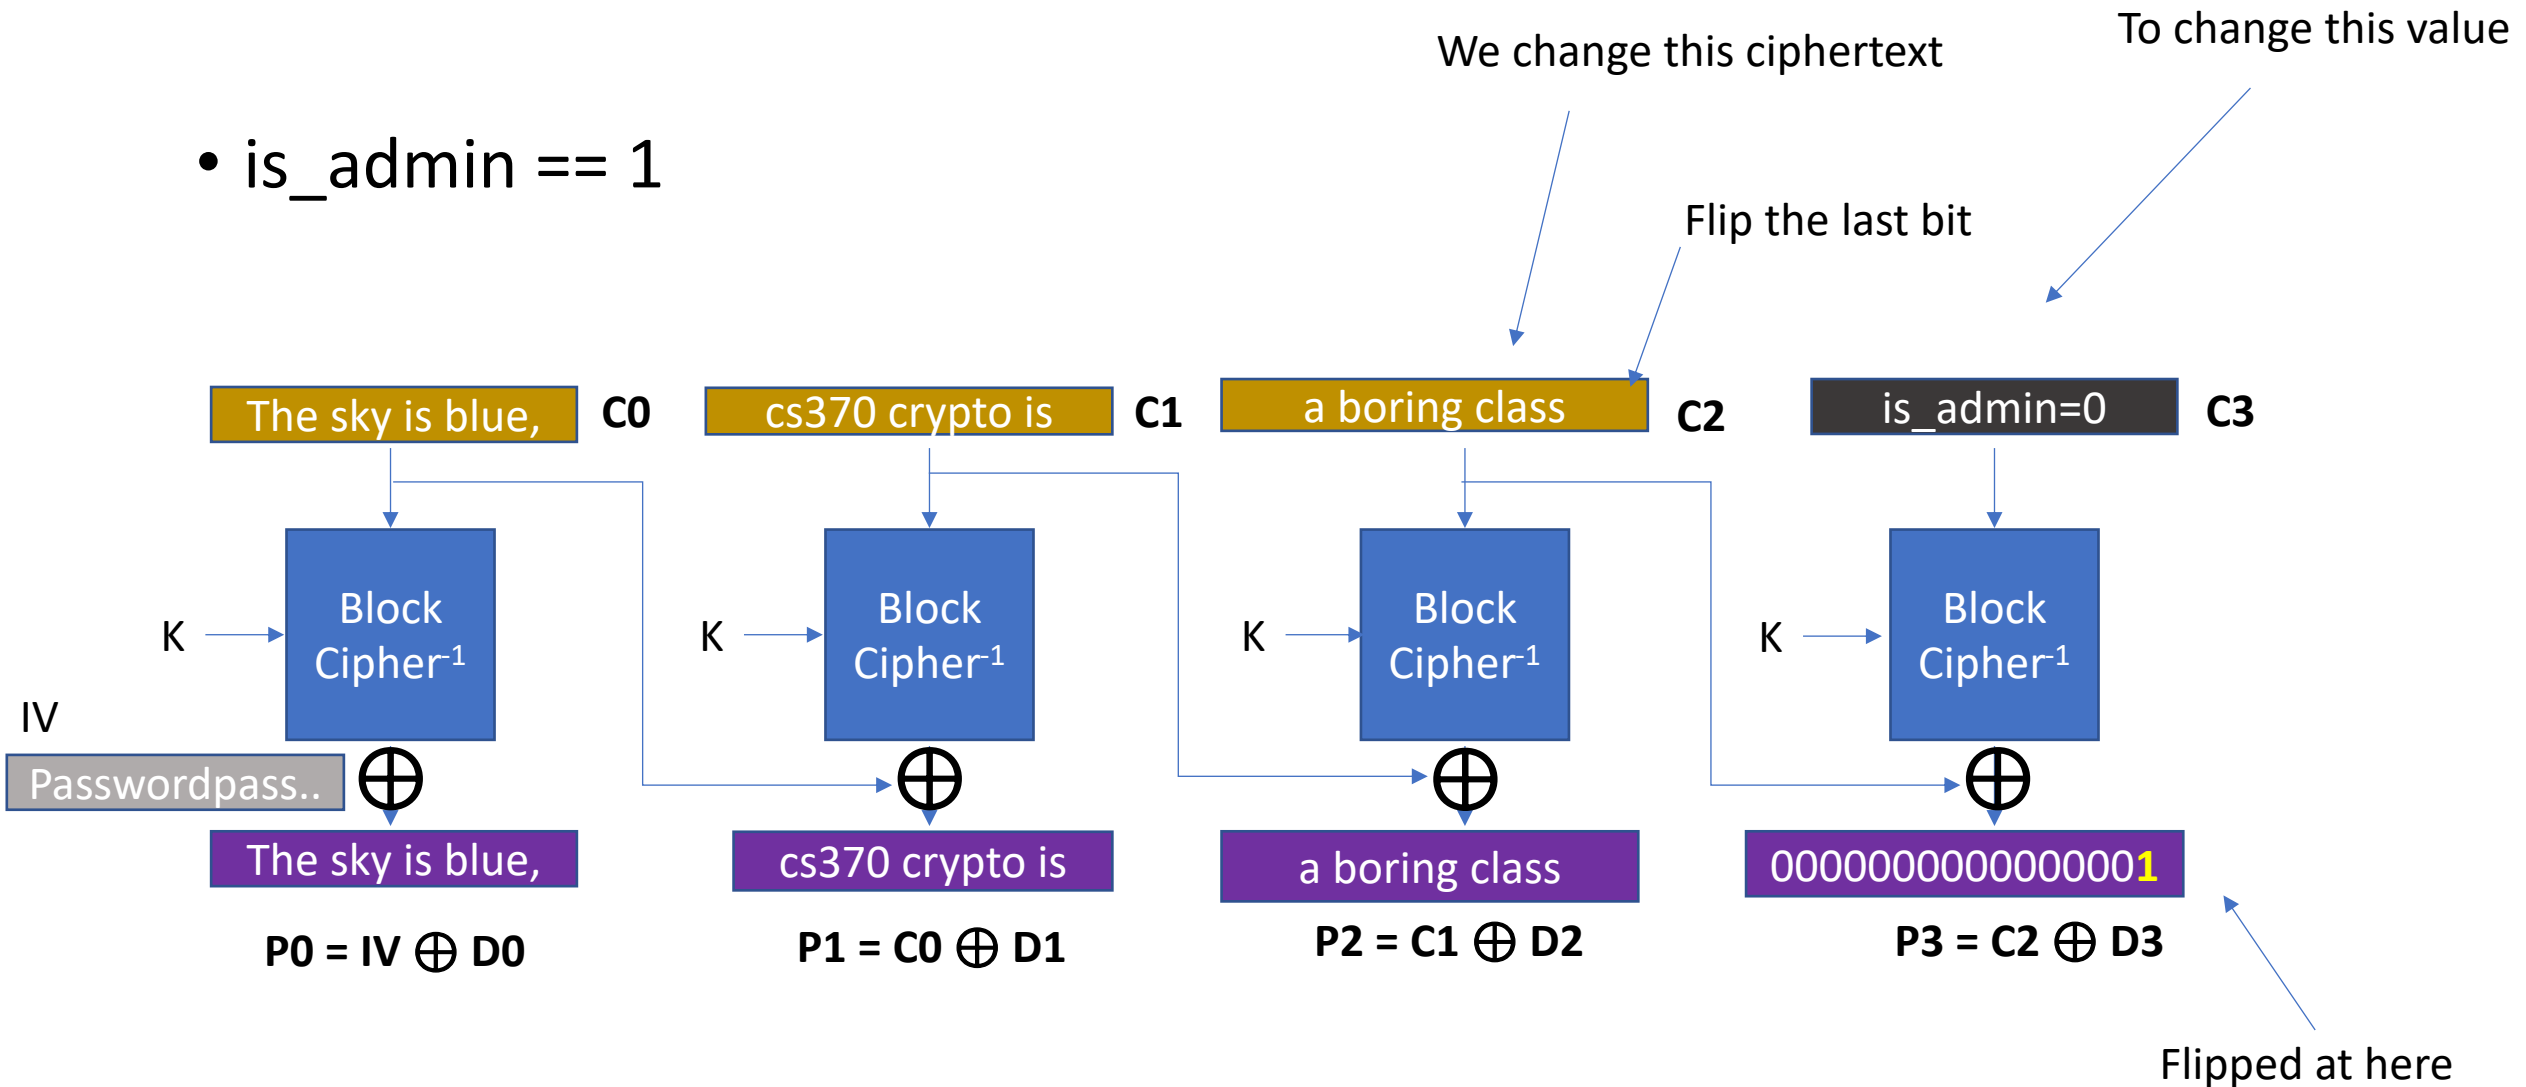 We change this ciphertext
To change this value
• is_admin == 1
Flip the last bit
The sky is blue,
C0
cs370 crypto is
C1
a boring class
C2
is_admin=0
C3
Block
Cipher-1
Block
Cipher-1
Block
Cipher-1
Block
Cipher-1
K
K
K
K
IV
Passwordpass..
The sky is blue,
cs370 crypto is
a boring class
0000000000000001
P0 = IV ⊕ D0
P1 = C0 ⊕ D1
P2 = C1 ⊕ D2
P3 = C2 ⊕ D3
Flipped at here